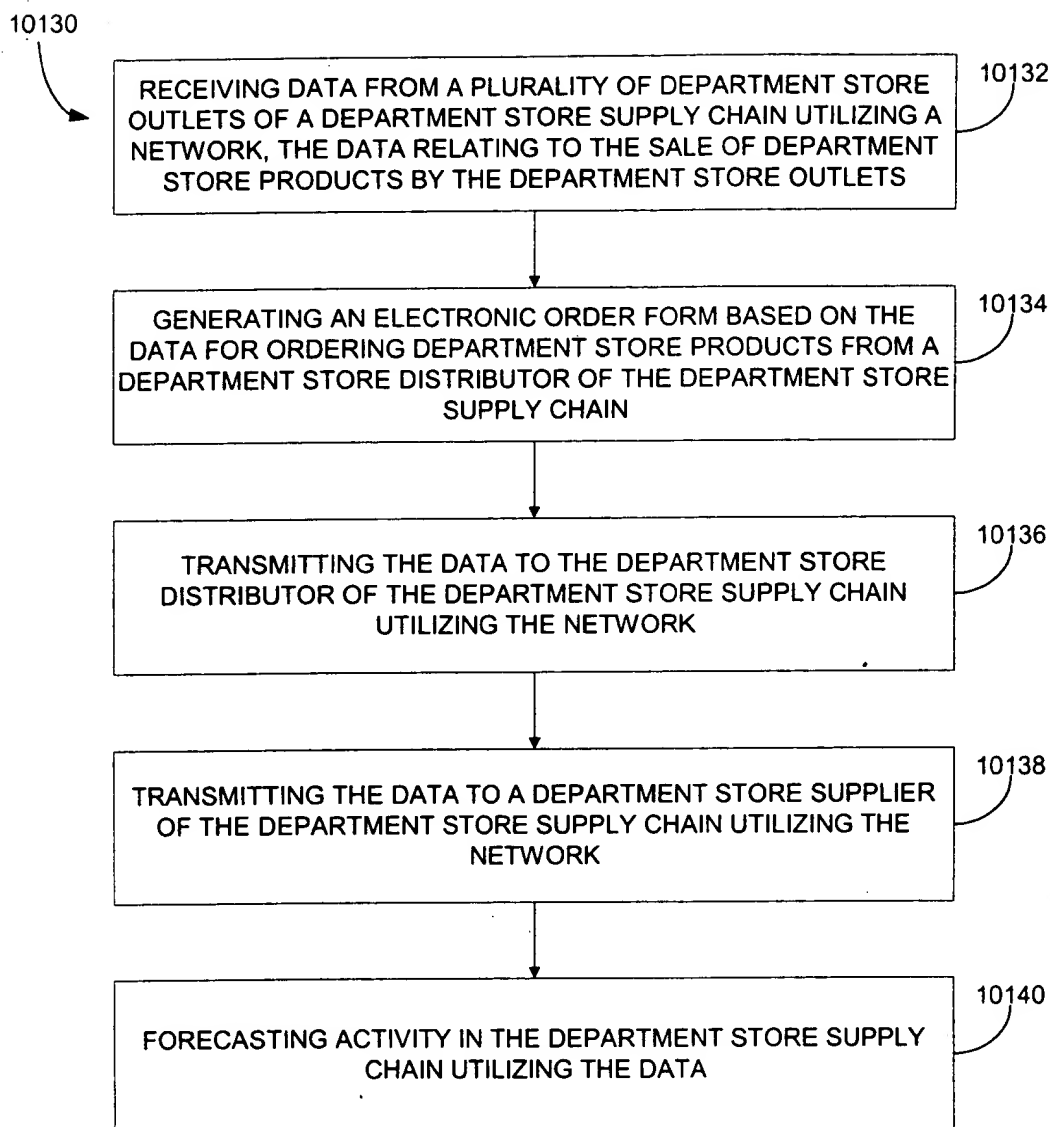 10130
10132
RECEIVING DATA FROM A PLURALITY OF DEPARTMENT STORE
OUTLETS OF A DEPARTMENT STORE SUPPLY CHAIN UTILIZING A
NETWORK, THE DATA RELATING TO THE SALE OF DEPARTMENT
STORE PRODUCTS BY THE DEPARTMENT STORE OUTLETS
10134
GENERATING AN ELECTRONIC ORDER FORM BASED ON THE
DATA FOR ORDERING DEPARTMENT STORE PRODUCTS FROM A
DEPARTMENT STORE DISTRIBUTOR OF THE DEPARTMENT STORE
SUPPLY CHAIN
10136
TRANSMITTING THE DATA TO THE DEPARTMENT STORE
DISTRIBUTOR OF THE DEPARTMENT STORE SUPPLY CHAIN
UTILIZING THE NETWORK
10138
TRANSMITTING THE DATA TO A DEPARTMENT STORE SUPPLIER
OF THE DEPARTMENT STORE SUPPLY CHAIN UTILIZING THE
NETWORK
10140
FORECASTING ACTIVITY IN THE DEPARTMENT STORE SUPPLY
CHAIN UTILIZING THE DATA